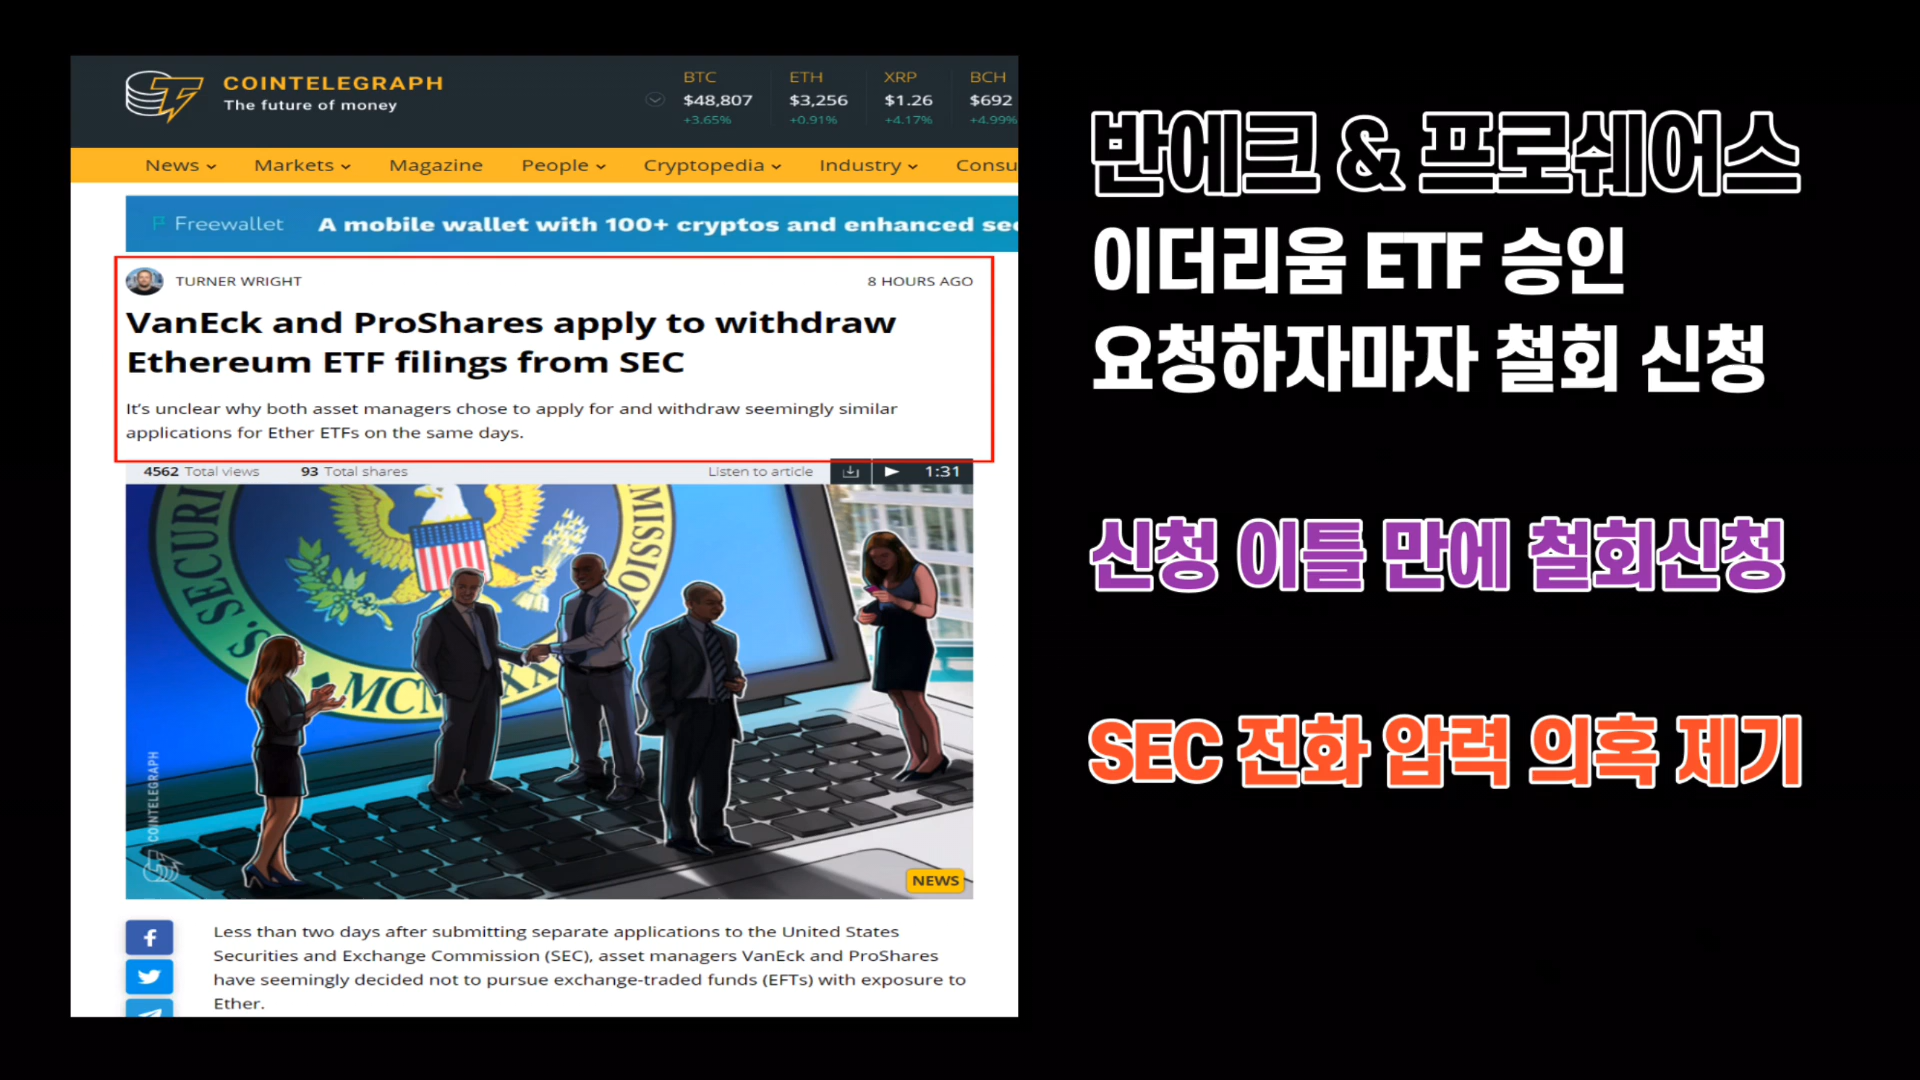 COINTELEGRAPH
The future of money
BTC ETH XRP BCH
$48,807 $3,256 $1.26 $692
+3.65% +0.91% +4.17% +4.99%
News Markets Magazine People Cryptopedia Industry Consu
Freewallet A mobile wallet with 100+ cryptos and enhanced sec
TURNER WRIGHT 8 HOURS AGO
VanEck and ProShares apply to withdraw
Ethereum ETF filings from SEC
It's unclear why both asset managers chose to apply for and withdraw seemingly similar
applications for Ether ETFs on the same days.
4562 Total views 93 Total shares Listen to article 1:31
SECURI MISSION
S. MCM XX
COINTELEGRAPH
NEWS
Less than two days after submitting separate applications to the United States
Securities and Exchange Commission (SEC), asset managers VanEck and ProShares
have seemingly decided not to pursue exchange-traded funds (EFTs) with exposure to
Ether.
반에크 & 프로쉐어스
이더리움 ETF 승인
요청하자마자 철회 신청
신청 이틀 만에 철회신청
SEC 전화 압력 의혹 제기